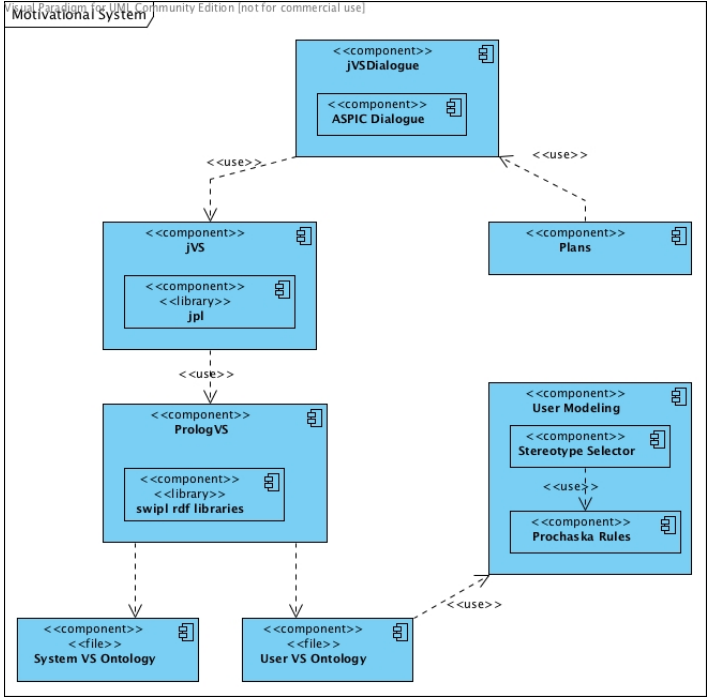 Visual Paradigm for UML Community Edition [not for commercial use]
Motivational System
<<component>>
jVSDialogue
<<component>>
ASPIC Dialogue
<<use>>
<<use>>
<<component>>
jVS
<<component>>
<<library>>
jpl
<<component>>
Plans
<<use>>
<<component>>
PrologVS
<<component>>
<<library>>
swipl rdf libraries
<<component>>
User Modeling
<<component>>
Stereotype Selector
<<use>>
<<component>>
Prochaska Rules
<<use>>
<<component>>
<<file>>
System VS Ontology
<<component>>
<<file>>
User VS Ontology